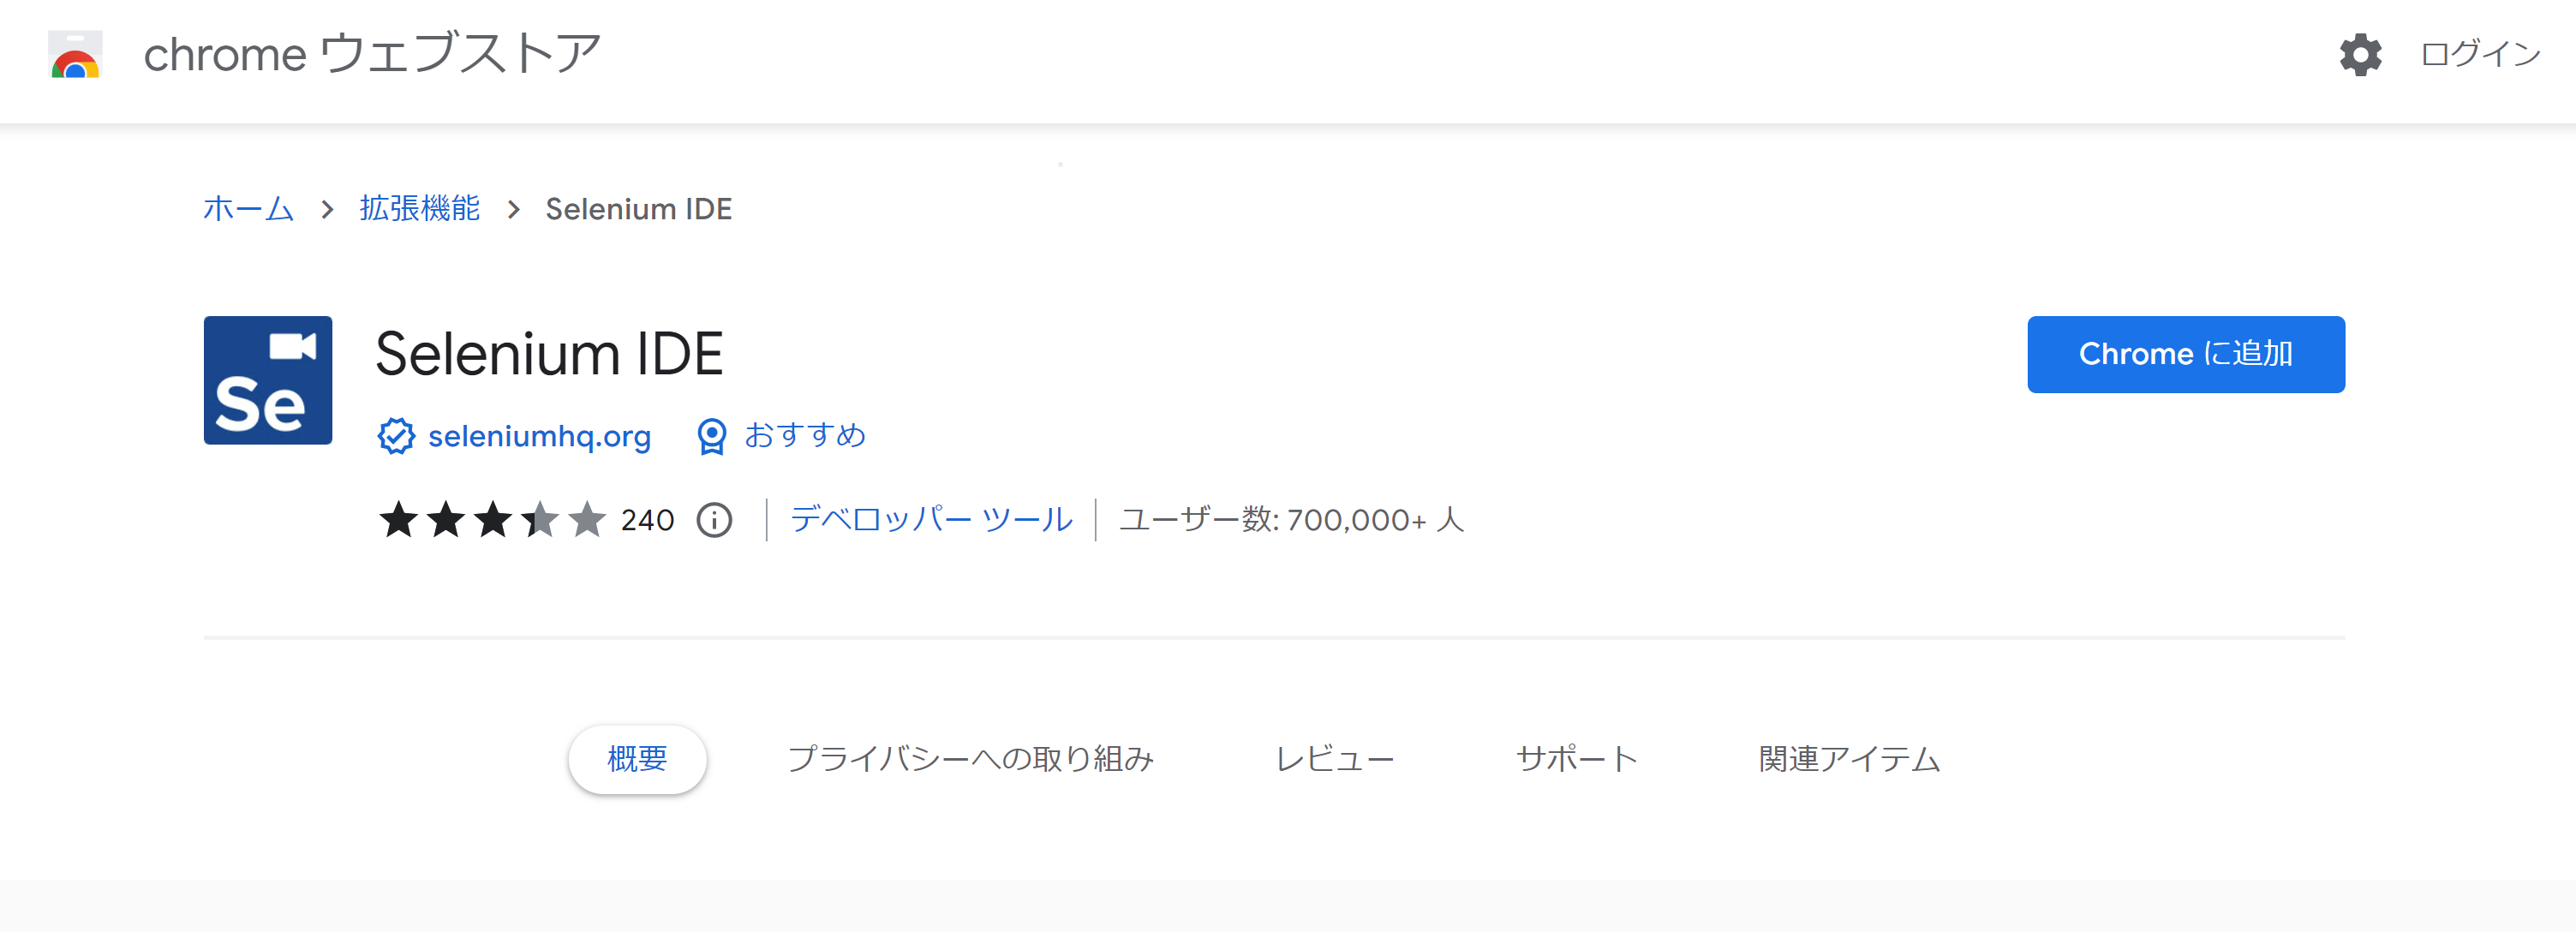 chrome ウェブストア
ログイン
ホーム > 拡張機能 > Selenium IDE
Se
Selenium IDE
Chrome に追加
seleniumhq.org おすすめ
240 デベロッパー ツール ユーザー数: 700,000+ 人
概要 プライバシーへの取り組み レビュー サポート 関連アイテム